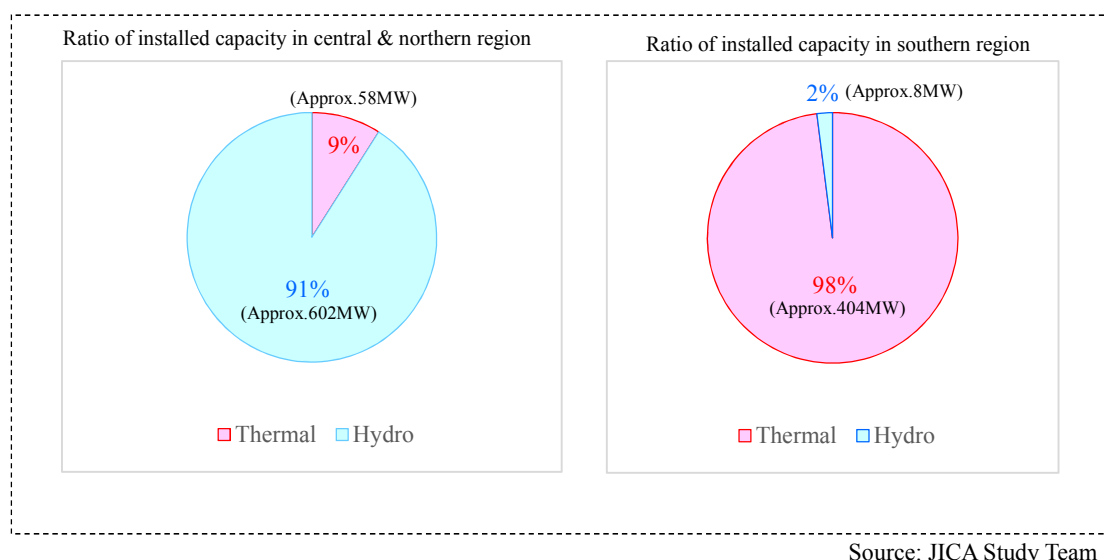 Ratio of installed capacity in central & northern region
(Approx.58MW)
9%
91%
(Approx.602MW)
Thermal Hydro
Ratio of installed capacity in southern region
2% (Approx.8MW)
98%
(Approx.404MW)
Thermal Hydro
Source: JICA Study Team